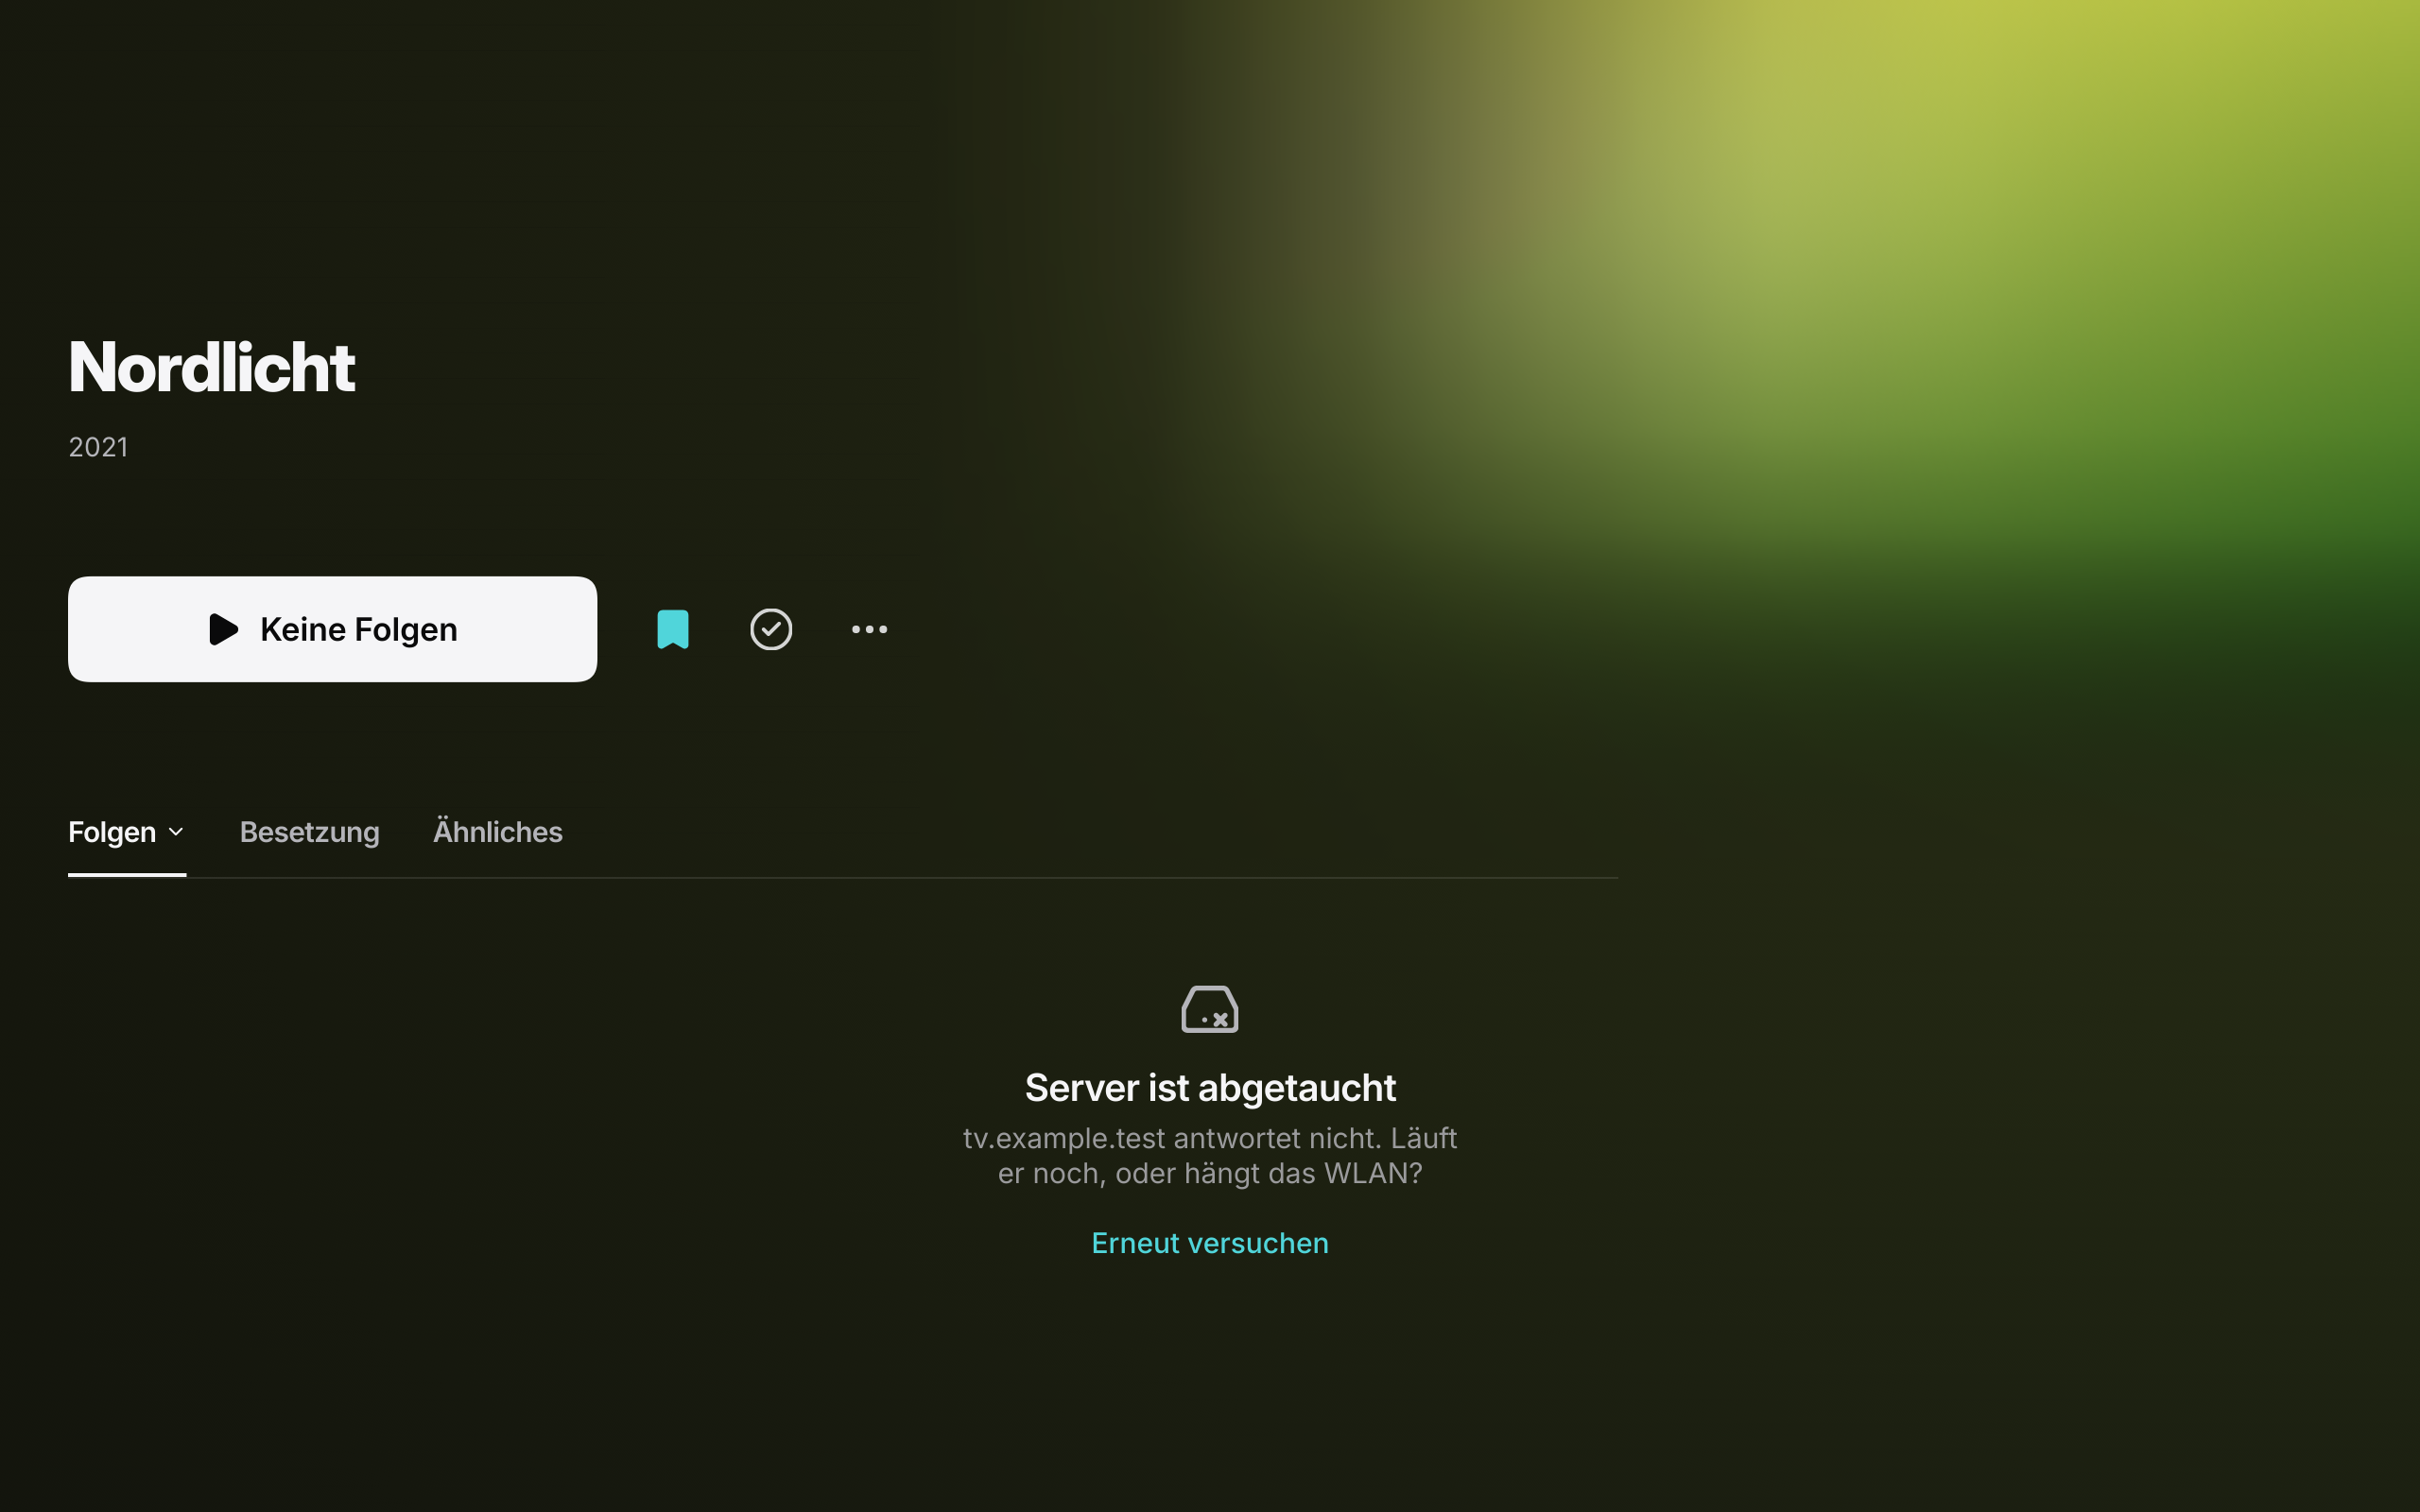 Nordlicht
2021
Keine Folgen
Folgen
Besetzung
Ähnliches
Server ist abgetaucht
tv.example.test antwortet nicht. Läuft
er noch, oder hängt das WLAN?
Erneut versuchen